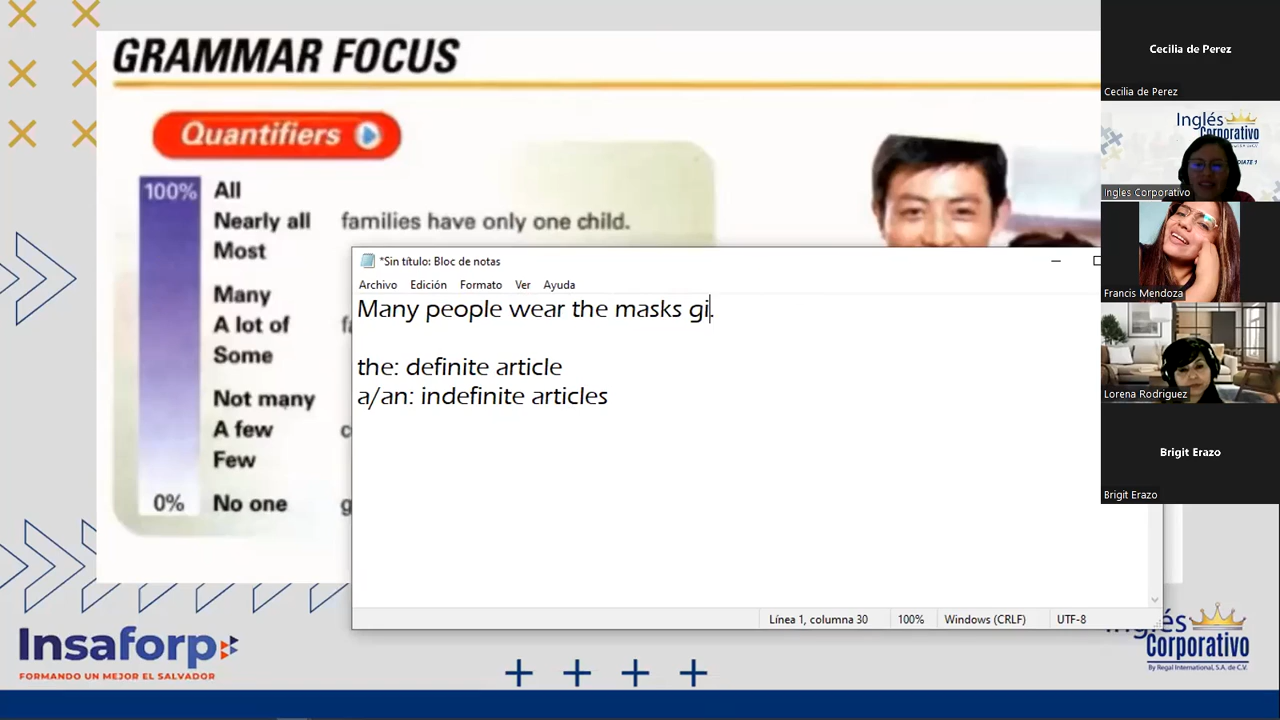 GRAMMAR FOCUS
Quantifiers
100%
All
Nearly all families have only one child.
Most
Many
A lot of
Some
Not many
A few
Few
0%
No one
*Sin título: Bloc de notas
Archivo Edición Formato Ver Ayuda
Many people wear the masks gi.
the: definite article
a/an: indefinite articles
Línea 1, columna 30 100% Windows (CRLF) UTF-8
Cecilia de Perez
Cecilia de Perez
Inglés
Corporativo
Ingles Corporativo
Francis Mendoza
Lorena Rodriguez
Brigit Erazo
Brigit Erazo
Insaforp
FORMANDO UN MEJOR EL SALVADOR
Corporativo
By Regal International, S.A. de C.V.